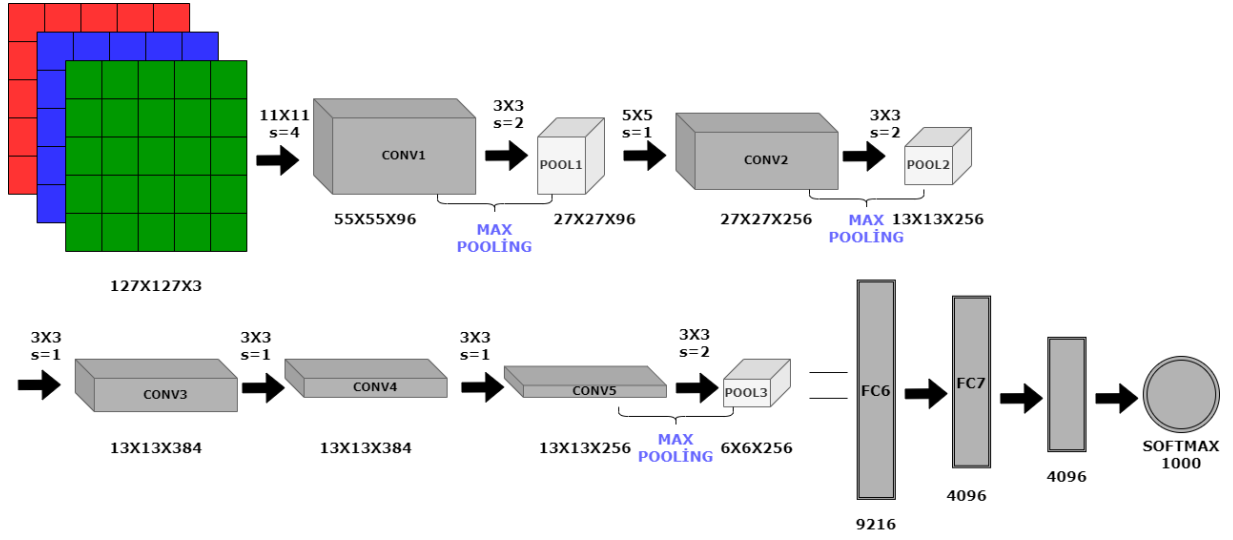 11X11
s=4
CONV1
55X55X96
3X3
s=2
MAX
POOLİNG
POOL1
27X27X96
5X5
s=1
CONV2
27X27X256
3X3
s=2
MAX
POOLİNG
POOL2
13X13X256
127X127X3
3X3
s=1
CONV3
13X13X384
3X3
s=1
CONV4
13X13X384
3X3
s=1
CONV5
13X13X256
3X3
s=2
MAX
POOLİNG
POOL3
6X6X256
FC6
9216
FC7
4096
4096
SOFTMAX
1000